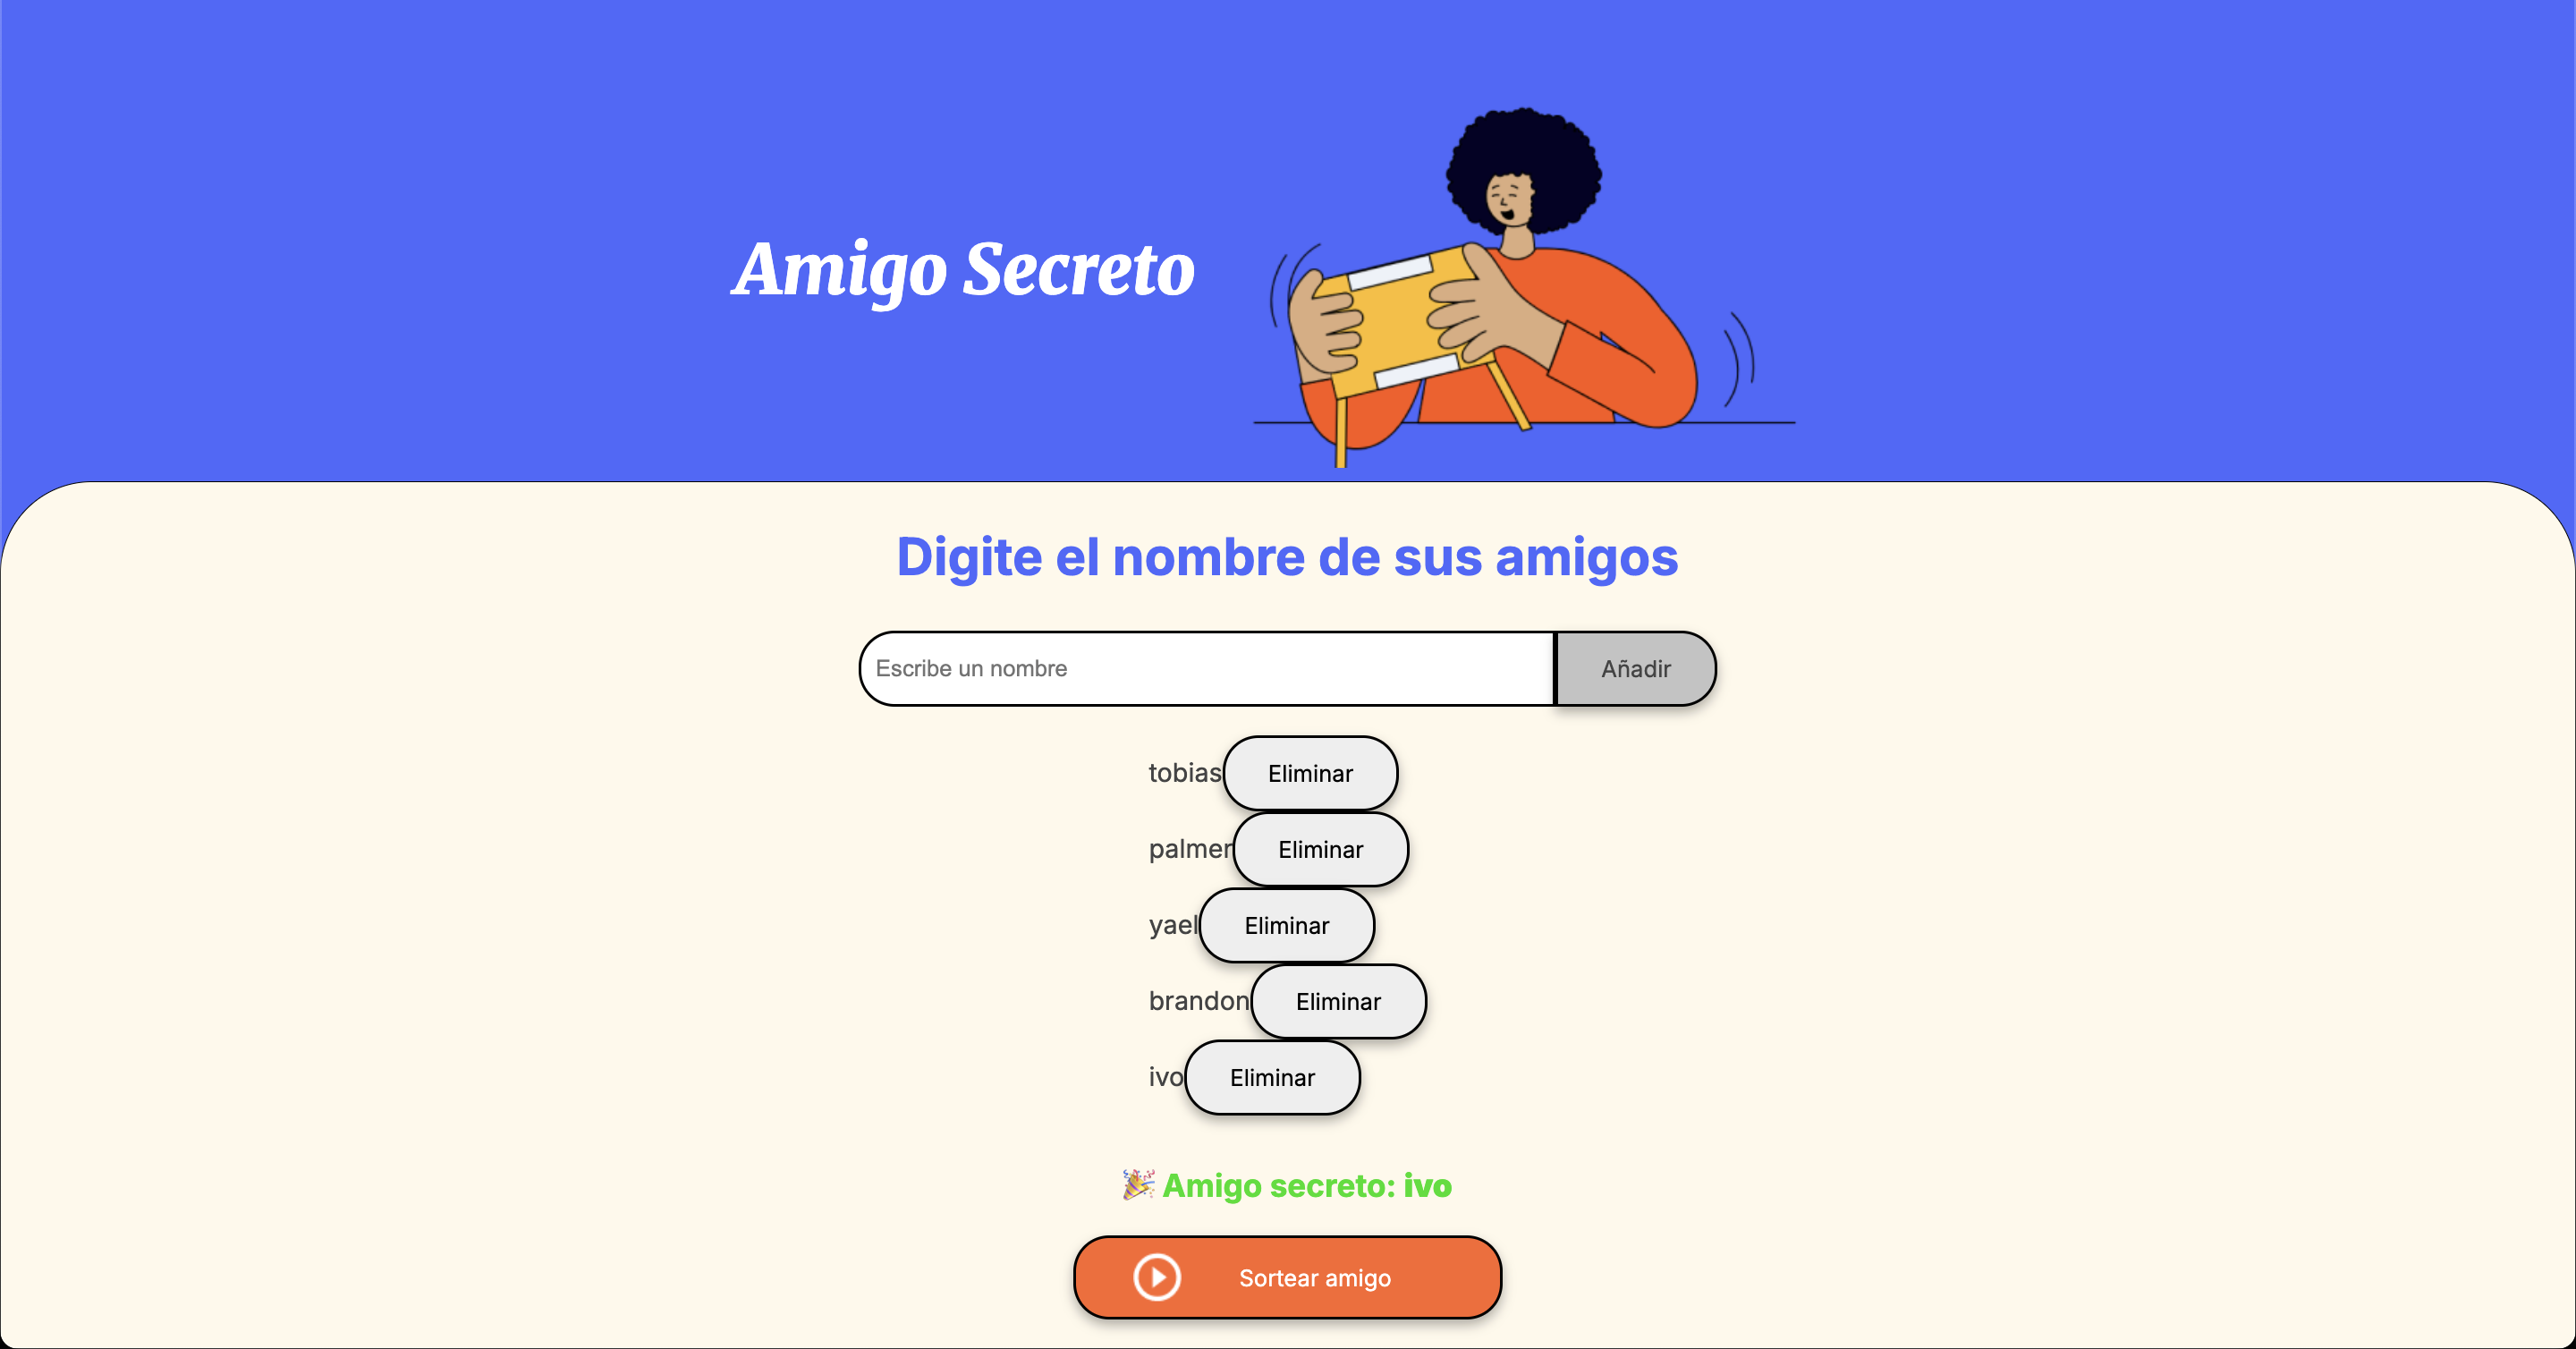 Amigo Secreto
Digite el nombre de sus amigos
Escribe un nombre
Añadir
tobias Eliminar
palmer Eliminar
yael Eliminar
brandon Eliminar
ivo Eliminar
🎉 Amigo secreto: ivo
Sortear amigo